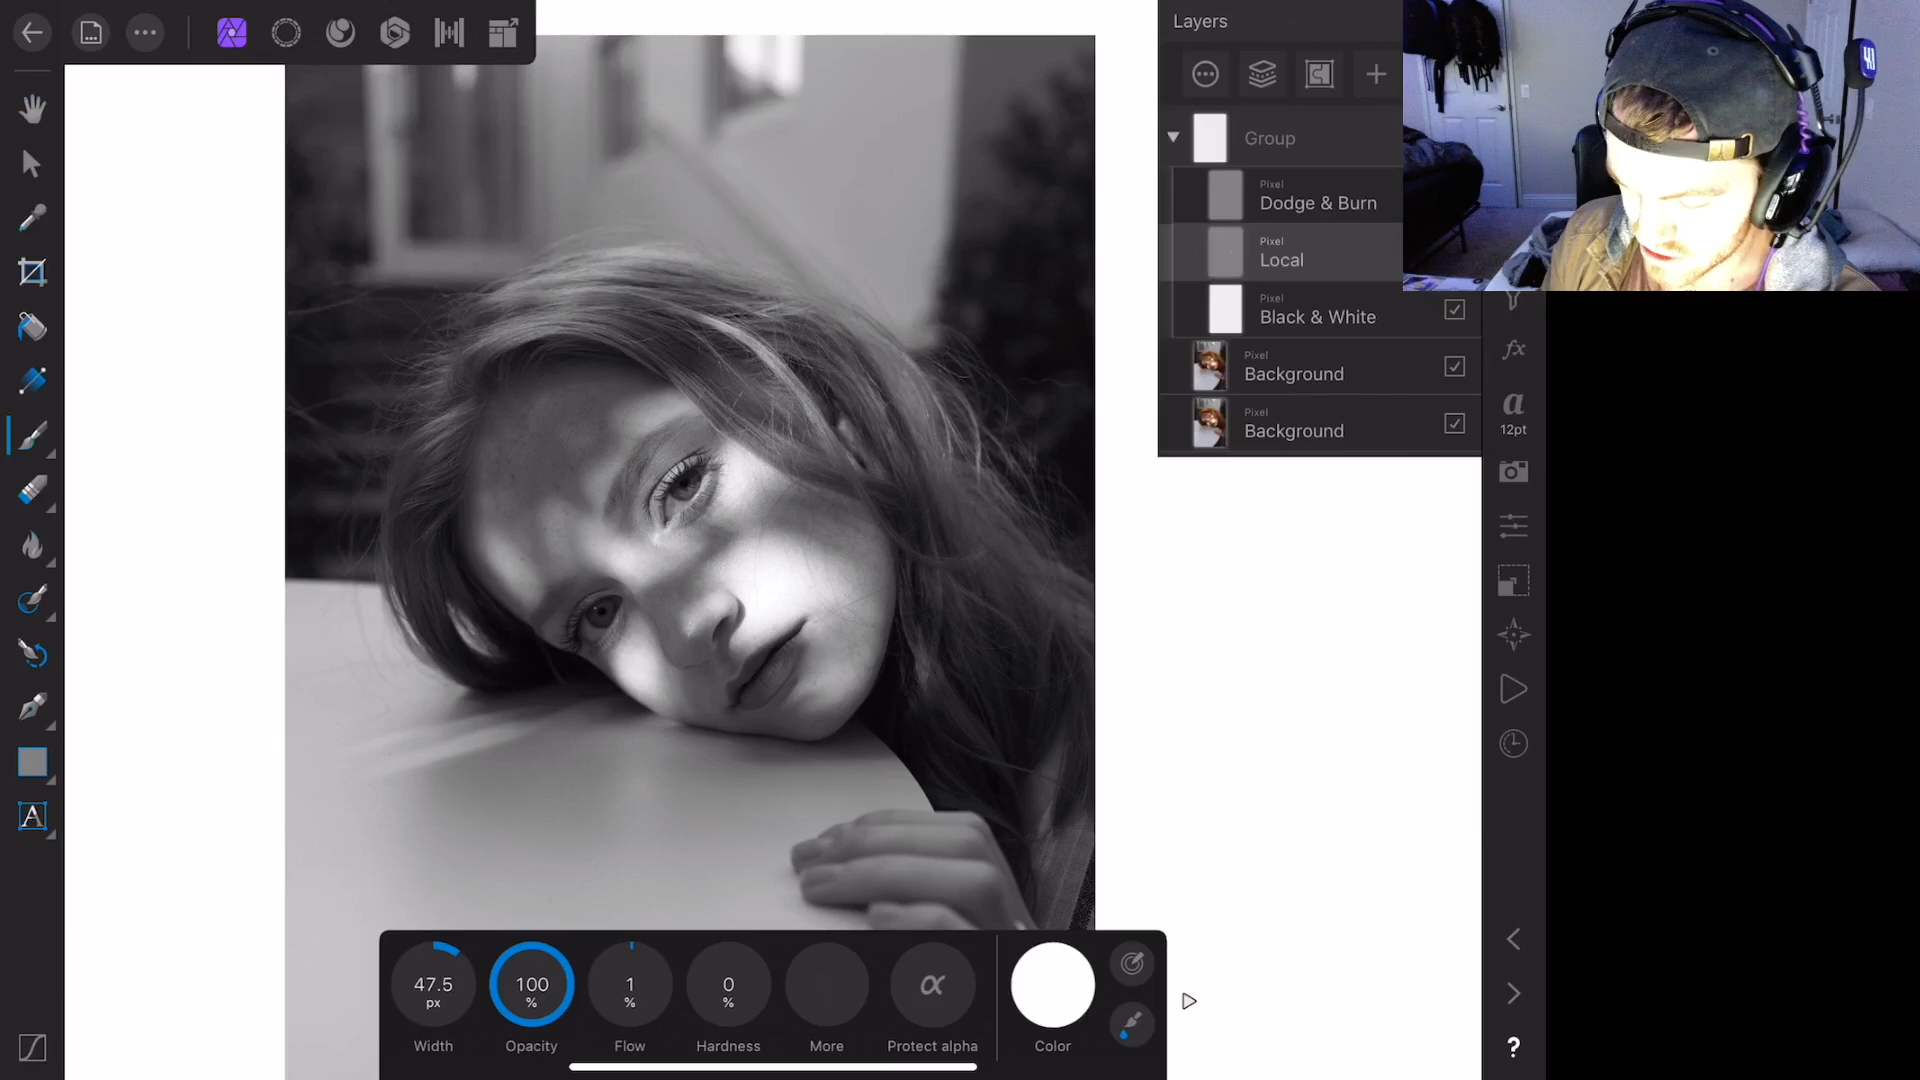 Layers
Group
Pixel
Dodge & Burn
Pixel
Local
Pixel
Black & White
Pixel
Background
Pixel
Background
fx
a
12pt
47.5
px
Width
100
%
Opacity
1
%
Flow
0
%
Hardness
More
α
Protect alpha
Color
A
?